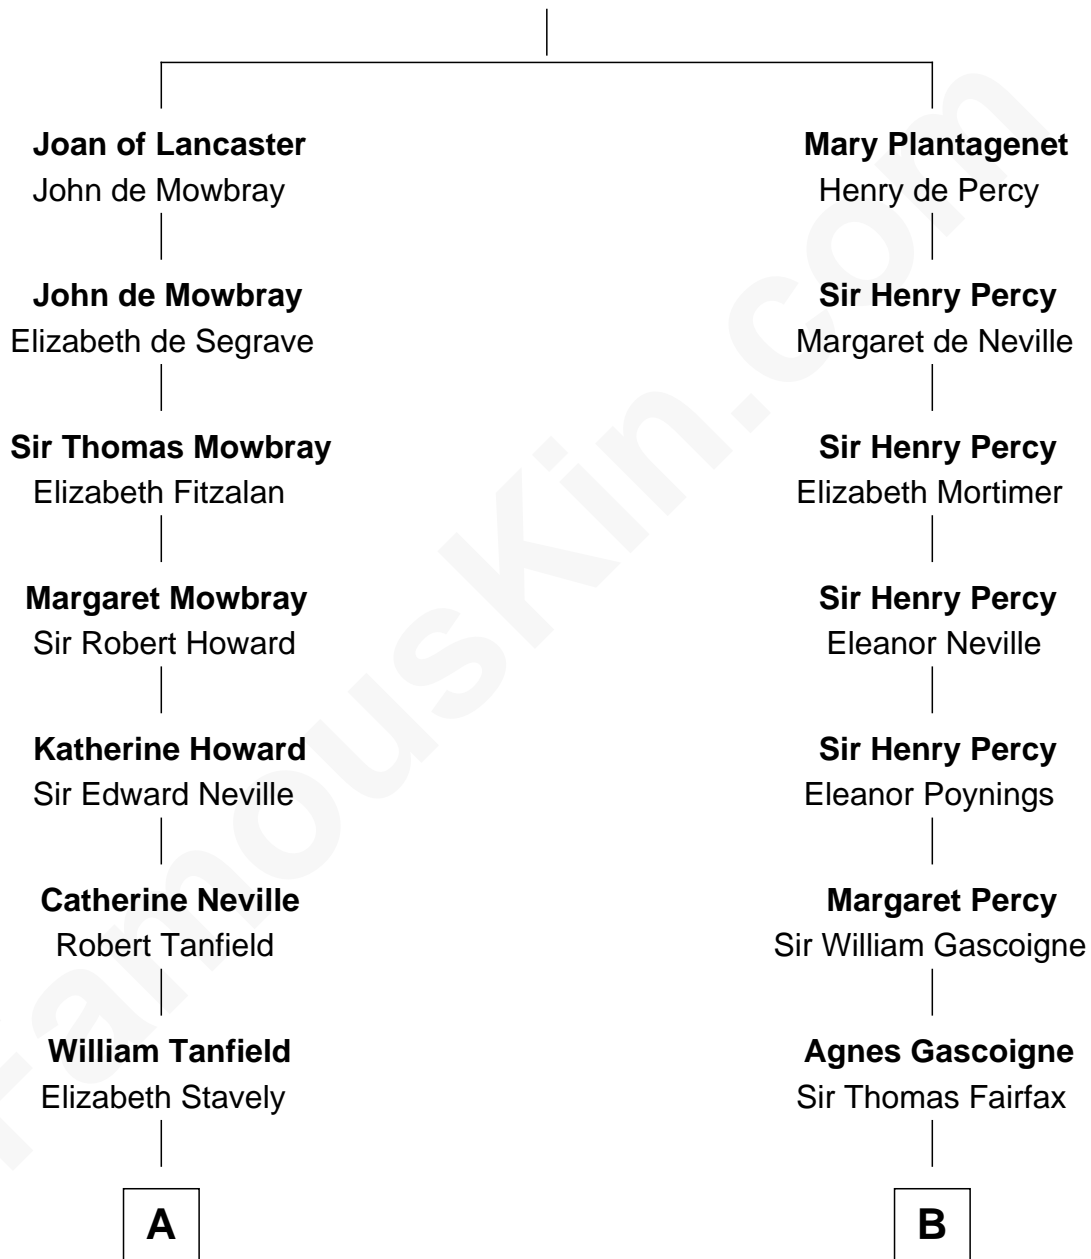 Joan of Lancaster
John de Mowbray
John de Mowbray
Elizabeth de Segrave
Sir Thomas Mowbray
Elizabeth Fitzalan
Margaret Mowbray
Sir Robert Howard
Katherine Howard
Sir Edward Neville
Catherine Neville
Robert Tanfield
William Tanfield
Elizabeth Stavely
A
Mary Plantagenet
Henry de Percy
Sir Henry Percy
Margaret de Neville
Sir Henry Percy
Elizabeth Mortimer
Sir Henry Percy
Eleanor Neville
Sir Henry Percy
Eleanor Poynings
Margaret Percy
Sir William Gascoigne
Agnes Gascoigne
Sir Thomas Fairfax
B
FamousKin.com